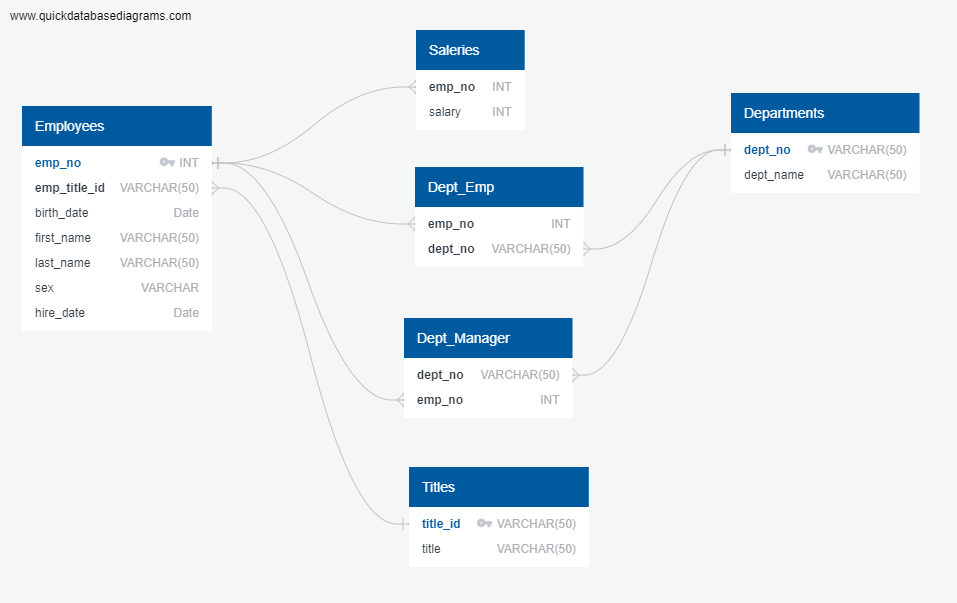 www.quickdatabasediagrams.com
Employees
emp_no INT
emp_title_id VARCHAR(50)
birth_date Date
first_name VARCHAR(50)
last_name VARCHAR(50)
sex VARCHAR
hire_date Date
Saleries
emp_no INT
salary INT
Dept_Emp
emp_no INT
dept_no VARCHAR(50)
Dept_Manager
dept_no VARCHAR(50)
emp_no INT
Titles
title_id VARCHAR(50)
title VARCHAR(50)
Departments
dept_no VARCHAR(50)
dept_name VARCHAR(50)